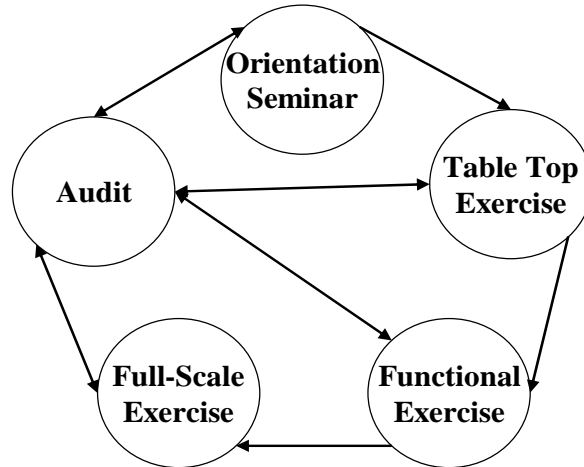 Orientation
Seminar
Audit
Table Top
Exercise
Full-Scale
Exercise
Functional
Exercise